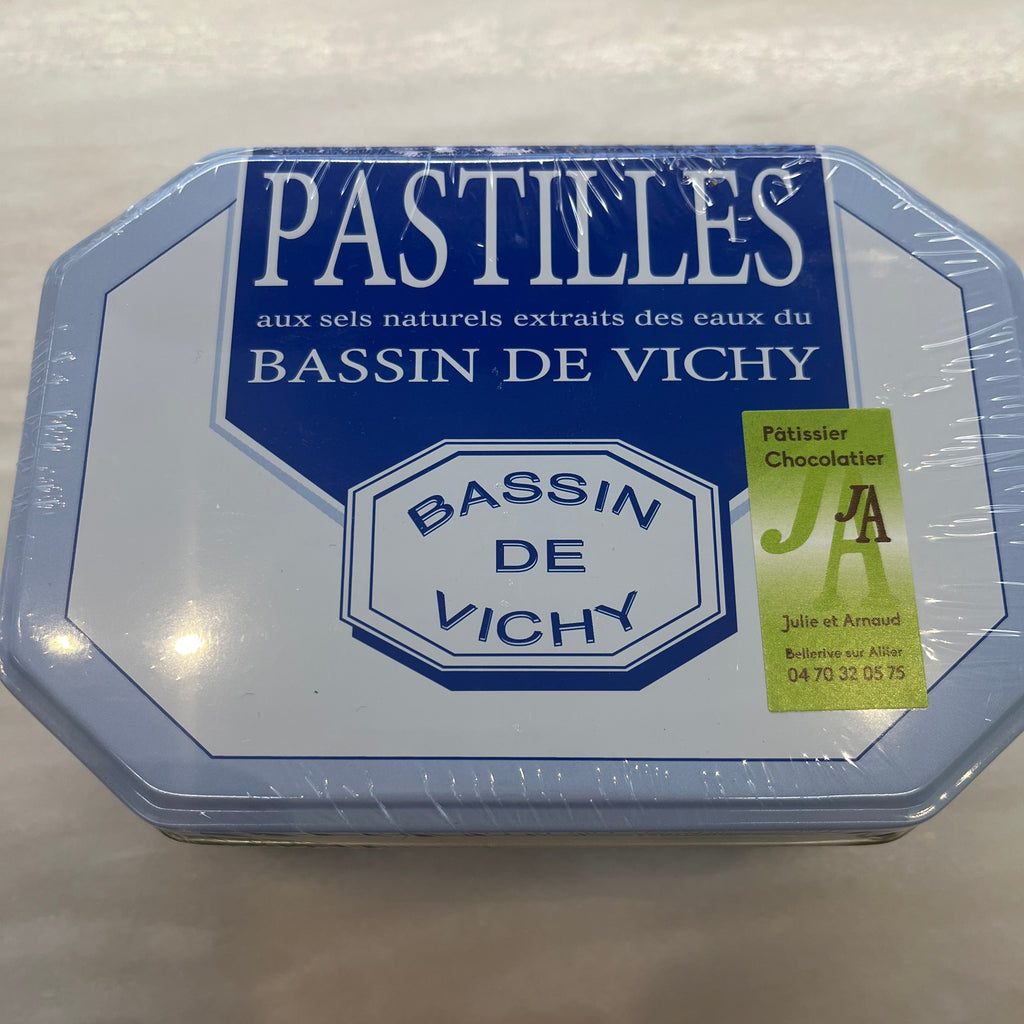 PASTILLES
aux sels naturels extraits des eaux du
BASSIN DE VICHY
BASSIN
DE
VICHY
Pâtissier
Chocolatier
JA
JA
Julie et Arnaud
Bellerive sur Allier
04 70 32 05 75